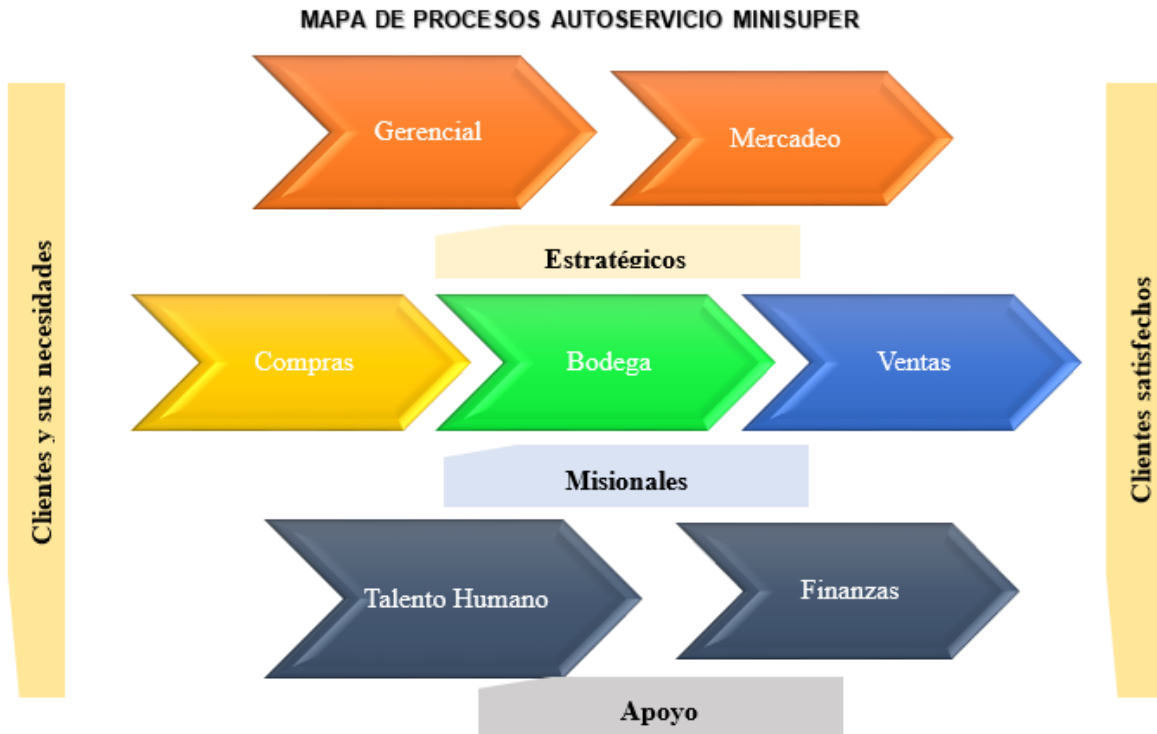 MAPA DE PROCESOS AUTOSERVICIO MINISUPER
Gerencial
Mercadeo
Estratégicos
Clientes y sus necesidades
Compras
Bodega
Ventas
Clientes satisfechos
Misionales
Talento Humano
Finanzas
Apoyo